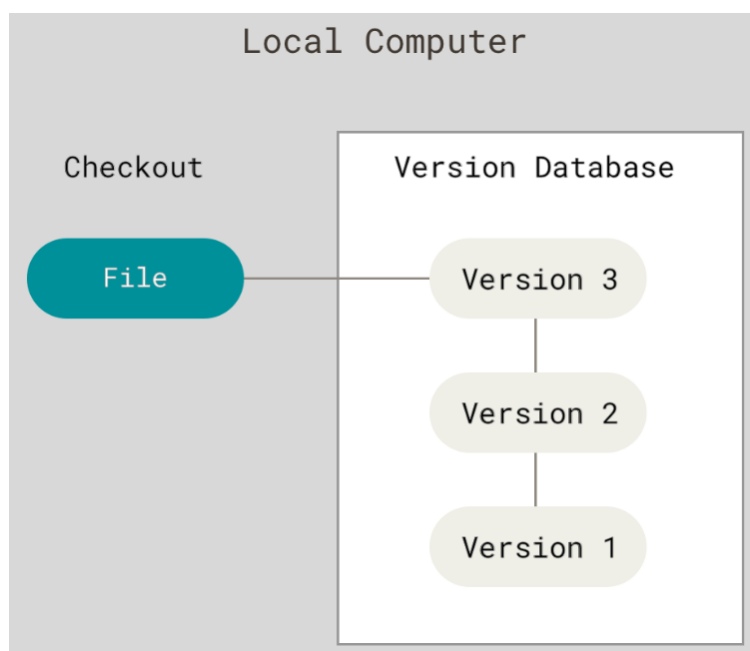 Local Computer
Checkout
Version Database
File
Version 3
Version 2
Version 1